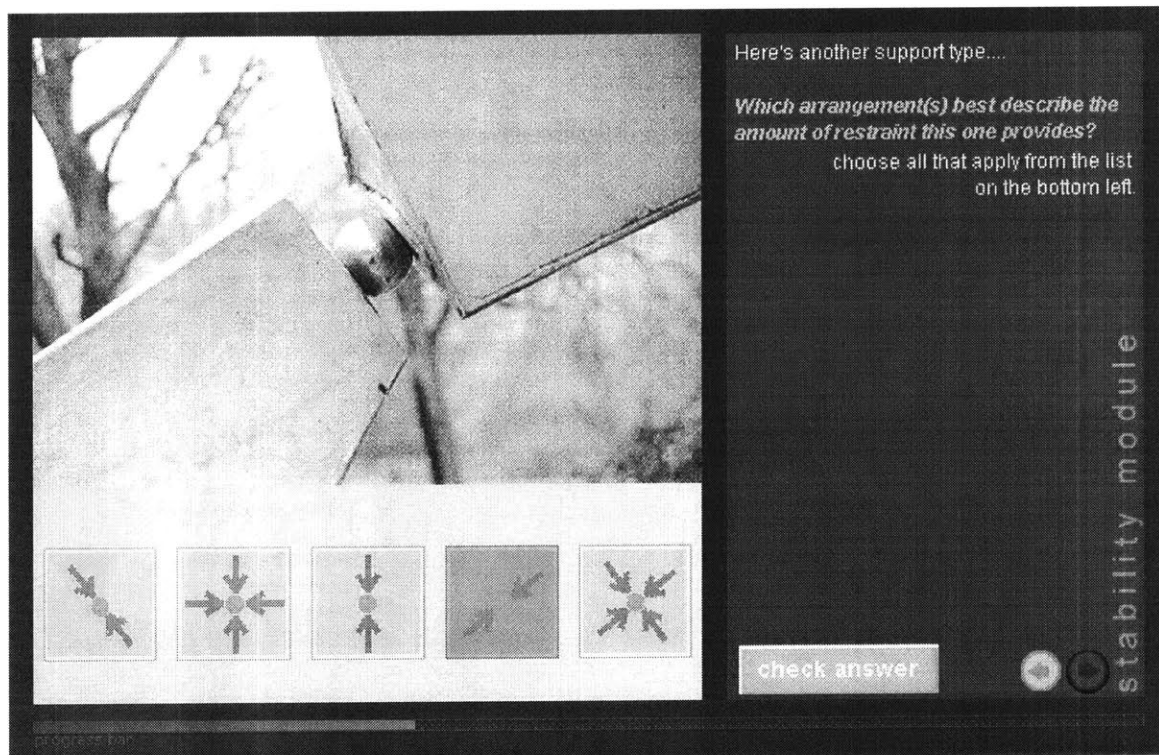 Here's another support type....
Which arrangement(s) best describe the
amount of restraint this one provides?
choose all that apply from the list
on the bottom left.
stability module
check answer
progress bar